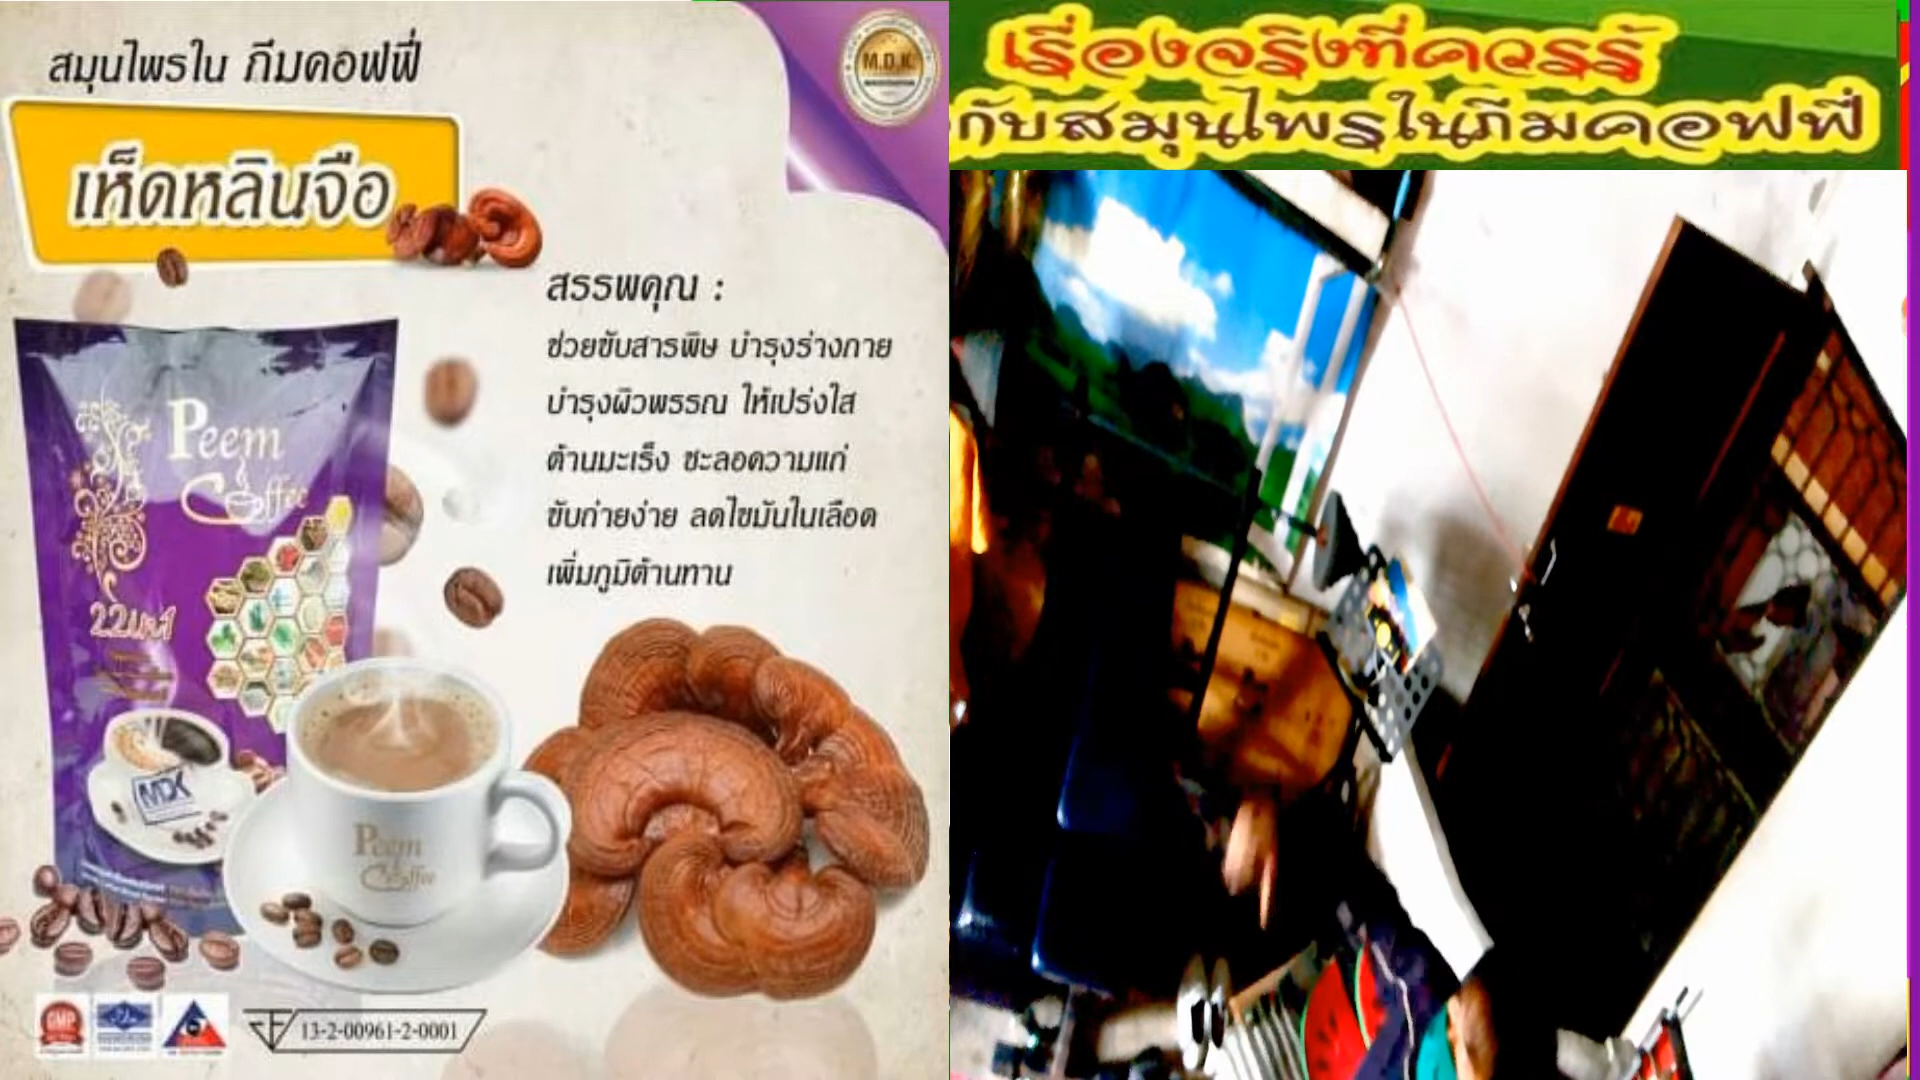 สมุนไพรใน ภีมคอฟฟี่
M.D.K.
เห็ดหลินจือ
สรรพคุณ :
ช่วยขับสารพิษ บำรุงร่างกาย
บำรุงผิวพรรณ ให้เปร่งใส
ต้านมะเร็ง ชะลอความแก่
ขับถ่ายง่าย ลดไขมันในเลือด
เพิ่มภูมิต้านทาน
Peem
Coffee
22 in 1
MDK
Peem
Coffee
GMP
13-2-00961-2-0001
เรื่องจริงที่ควรรู้
กับสมุนไพรในภีมคอฟฟี่